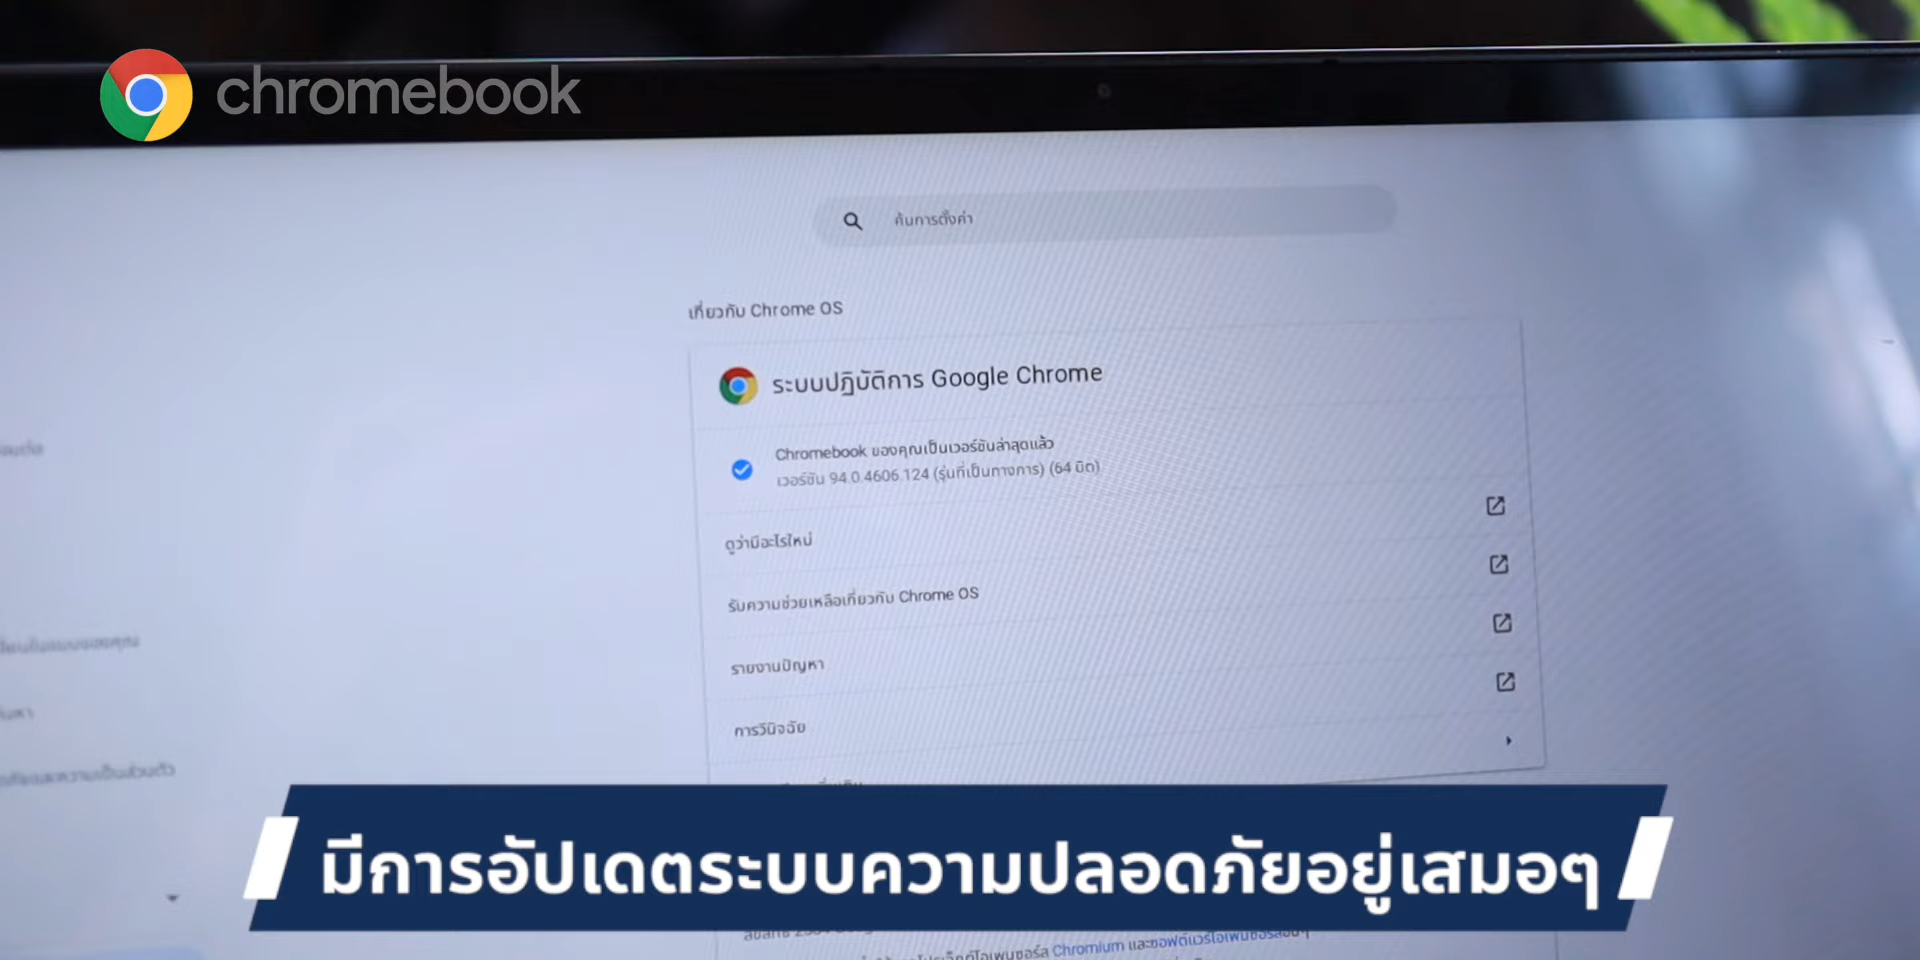 chromebook
ค้นการตั้งค่า
เกี่ยวกับ Chrome OS
ระบบปฏิบัติการ Google Chrome
Chromebook ของคุณเป็นเวอร์ชันล่าสุดแล้ว
เวอร์ชัน 94.0.4606.124 (รุ่นที่เป็นทางการ) (64 บิต)
ดูว่ามีอะไรใหม่
รับความช่วยเหลือเกี่ยวกับ Chrome OS
รายงานปัญหา
การวินิจฉัย
มีการอัปเดตระบบความปลอดภัยอยู่เสมอๆ
Chromium